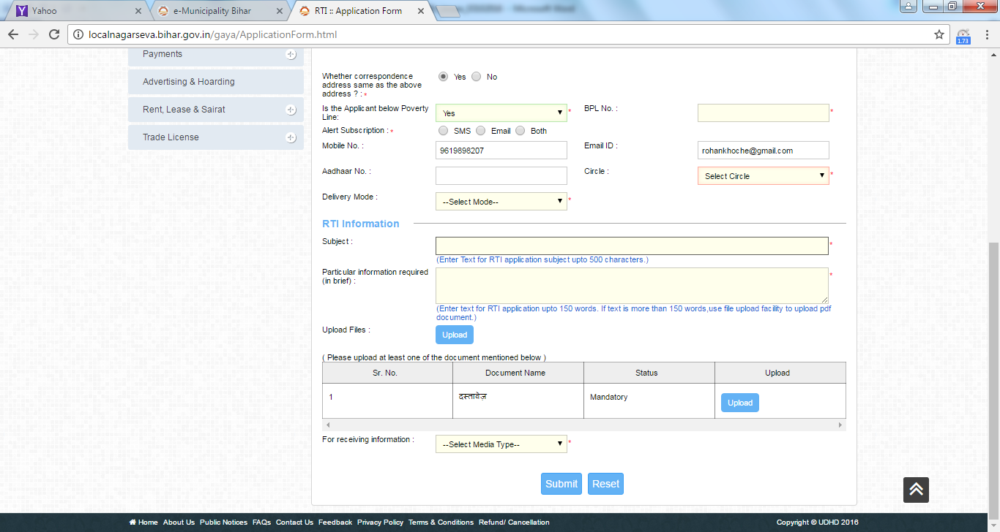 Yahoo
e-Municipality Bihar
RTI :: Application Form
localnagarseva.bihar.gov.in/gaya/ApplicationForm.html
1.73
Payments
Advertising & Hoarding
Rent, Lease & Sairat
Trade License
Whether correspondence
address same as the above
address ? : *
Yes No
Is the Applicant below Poverty
Line:
Yes *
BPL No. : *
Alert Subscription : * SMS Email Both
Mobile No. : 9619898207
Email ID : rohankhoche@gmail.com
Aadhaar No. :
Circle : Select Circle *
Delivery Mode : --Select Mode-- *
RTI Information
Subject : *
(Enter Text for RTI application subject upto 500 characters.)
Particular information required
(in brief) : *
(Enter text for RTI application upto 150 words. If text is more than 150 words,use file upload facility to upload pdf
document.)
Upload Files : Upload
( Please upload at least one of the document mentioned below )
Sr. No. Document Name Status Upload
1 दस्तावेज़ Mandatory Upload
For receiving information : --Select Media Type-- *
Submit Reset
Home About Us Public Notices FAQs Contact Us Feedback Privacy Policy Terms & Conditions Refund/ Cancellation Copyright © UDHD 2016